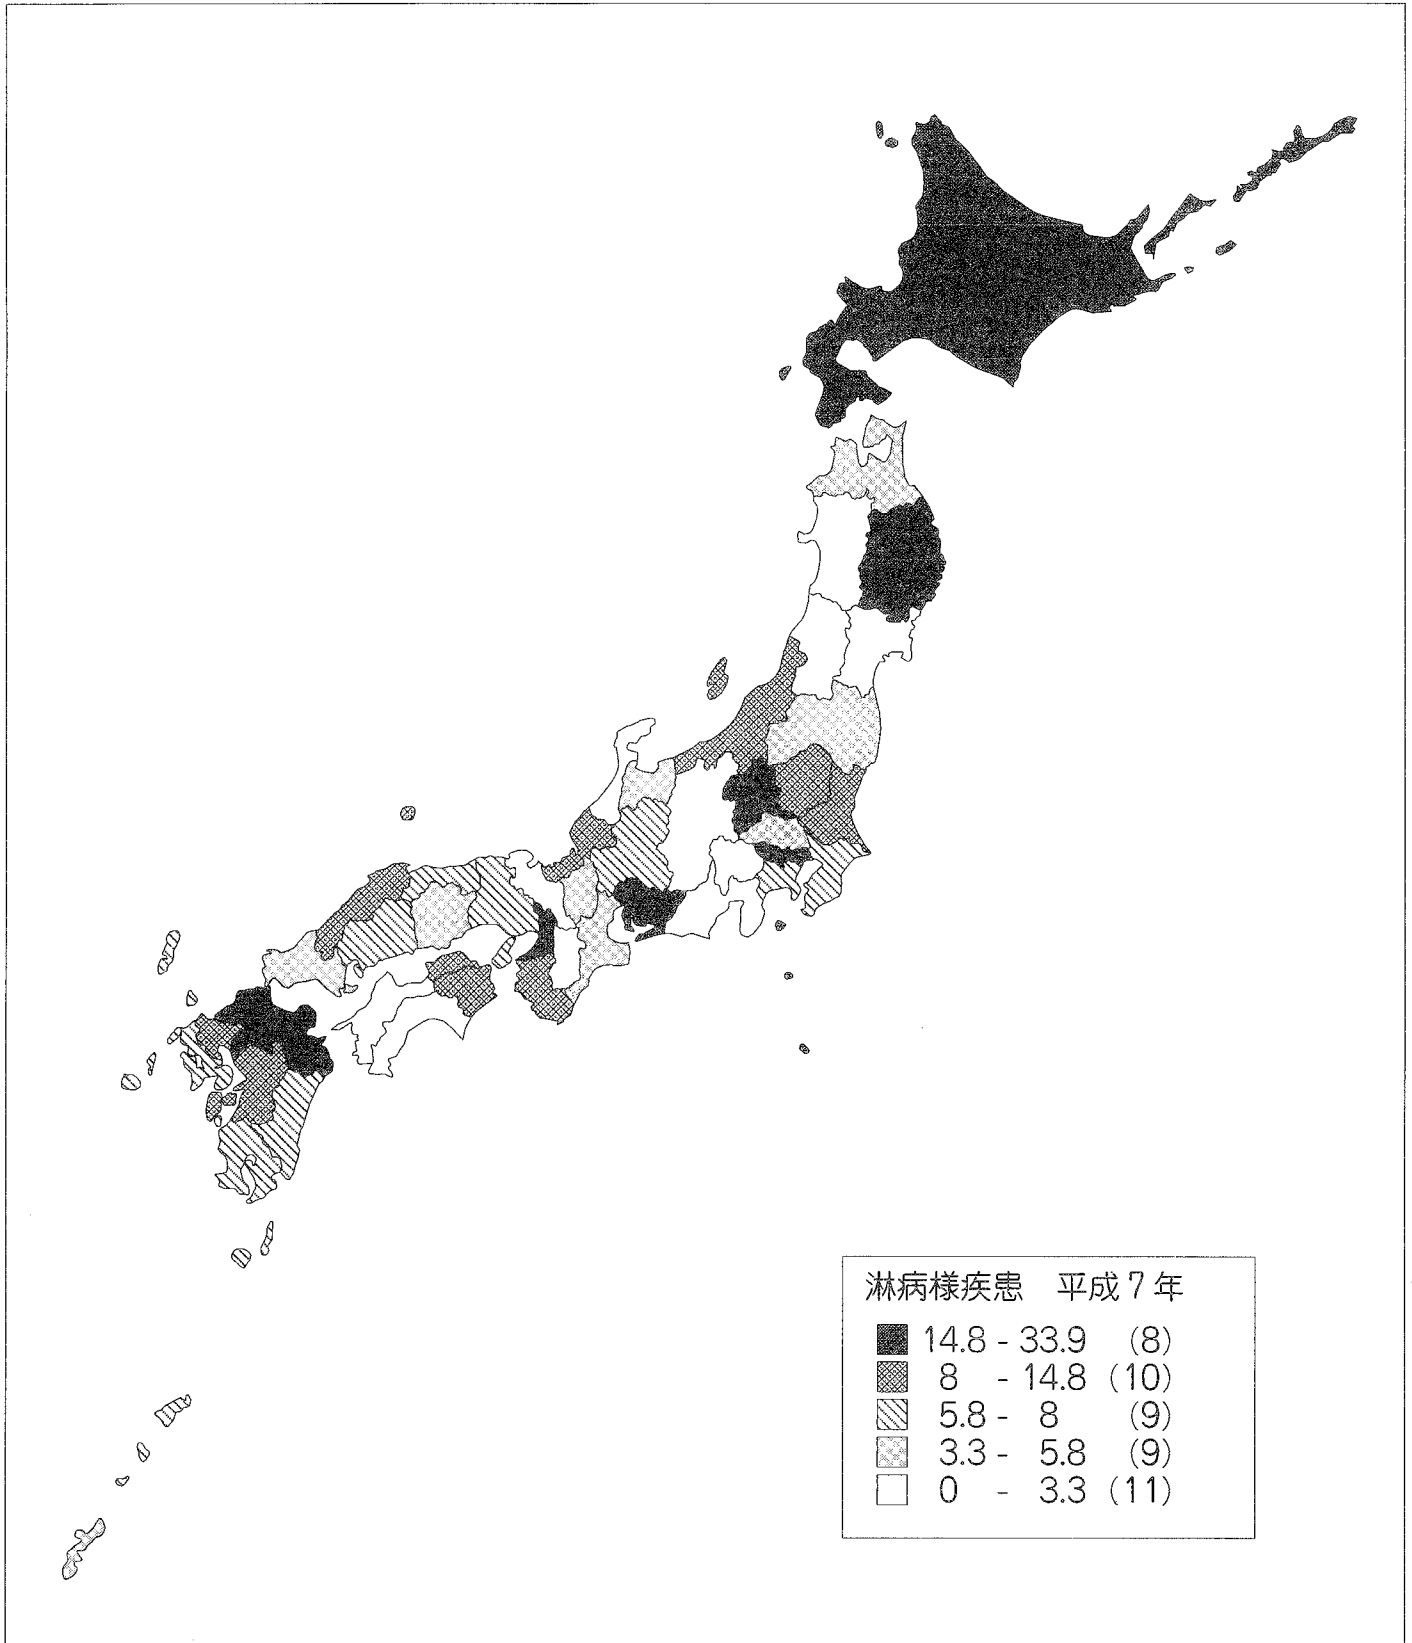 淋病様疾患 平成7年
14.8 - 33.9 (8)
8 - 14.8 (10)
5.8 - 8 (9)
3.3 - 5.8 (9)
0 - 3.3 (11)